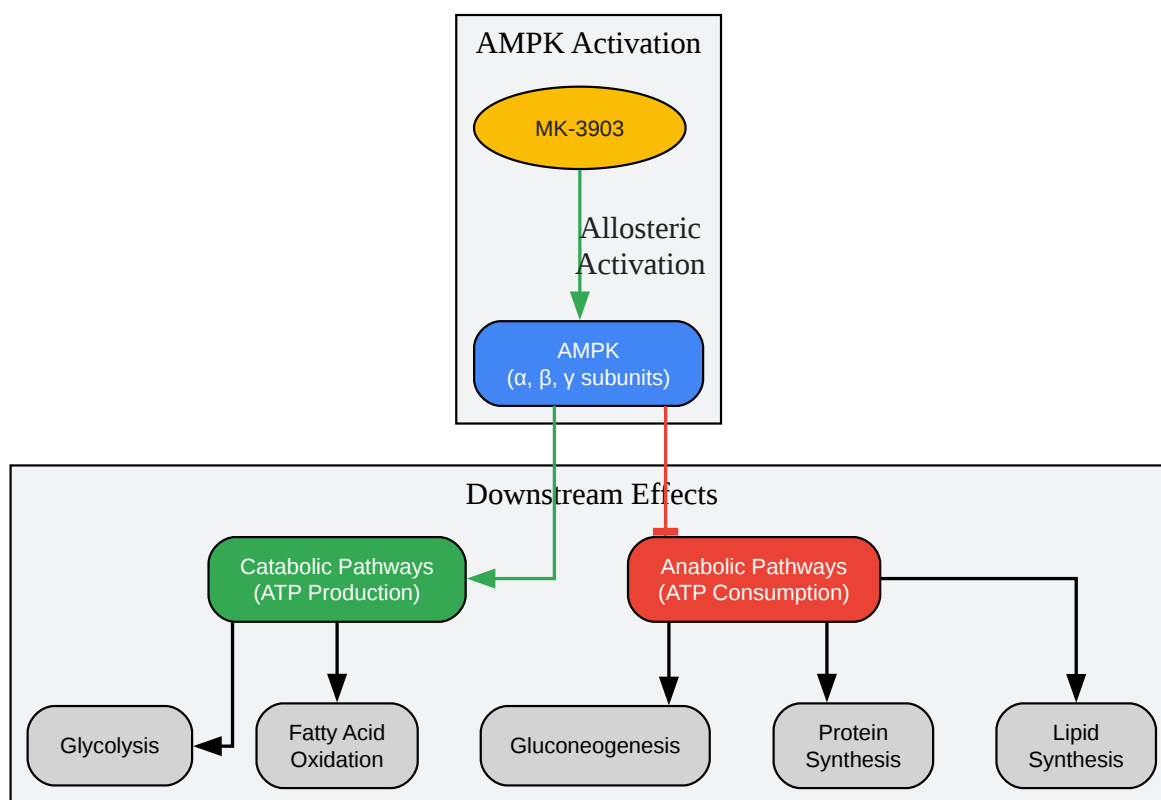 AMPK Activation
MK-3903
Allosteric
Activation
AMPK
(α, β, γ subunits)
Downstream Effects
Catabolic Pathways
(ATP Production)
Anabolic Pathways
(ATP Consumption)
Glycolysis
Fatty Acid
Oxidation
Gluconeogenesis
Protein
Synthesis
Lipid
Synthesis